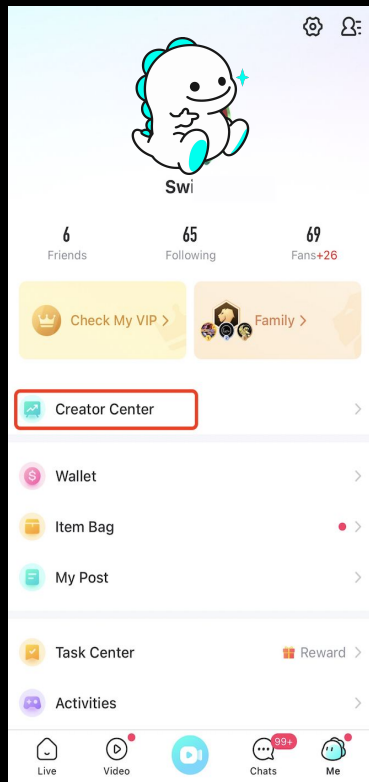 Swi
6
65
69
Friends
Following
Fans+26
Check My VIP >
Family >
Creator Center
Wallet
Item Bag
My Post
Task Center
Reward
Activities
99+
Live
Video
Chats
Me